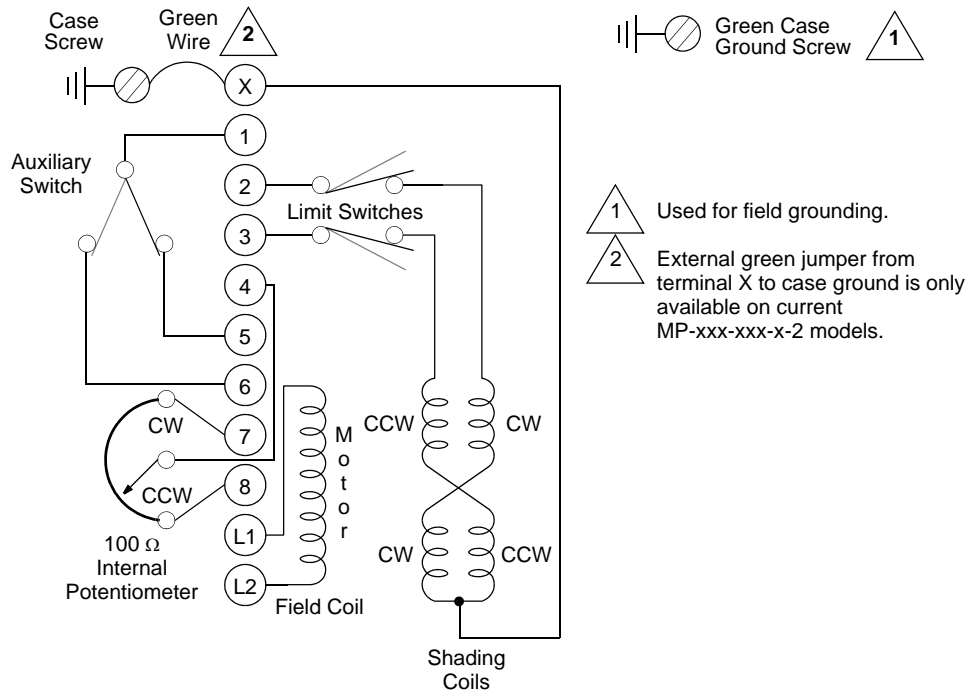 Case
Screw
Green
Wire
2
Green Case
Ground Screw
1
X
1
2
3
4
5
6
7
8
L1
L2
Auxiliary
Switch
Limit Switches
1
Used for field grounding.
2
External green jumper from
terminal X to case ground is only
available on current
MP-xxx-xxx-x-2 models.
CW
CCW
100 Ω
Internal
Potentiometer
Motor
Field Coil
CCW
CW
CW
CCW
Shading
Coils